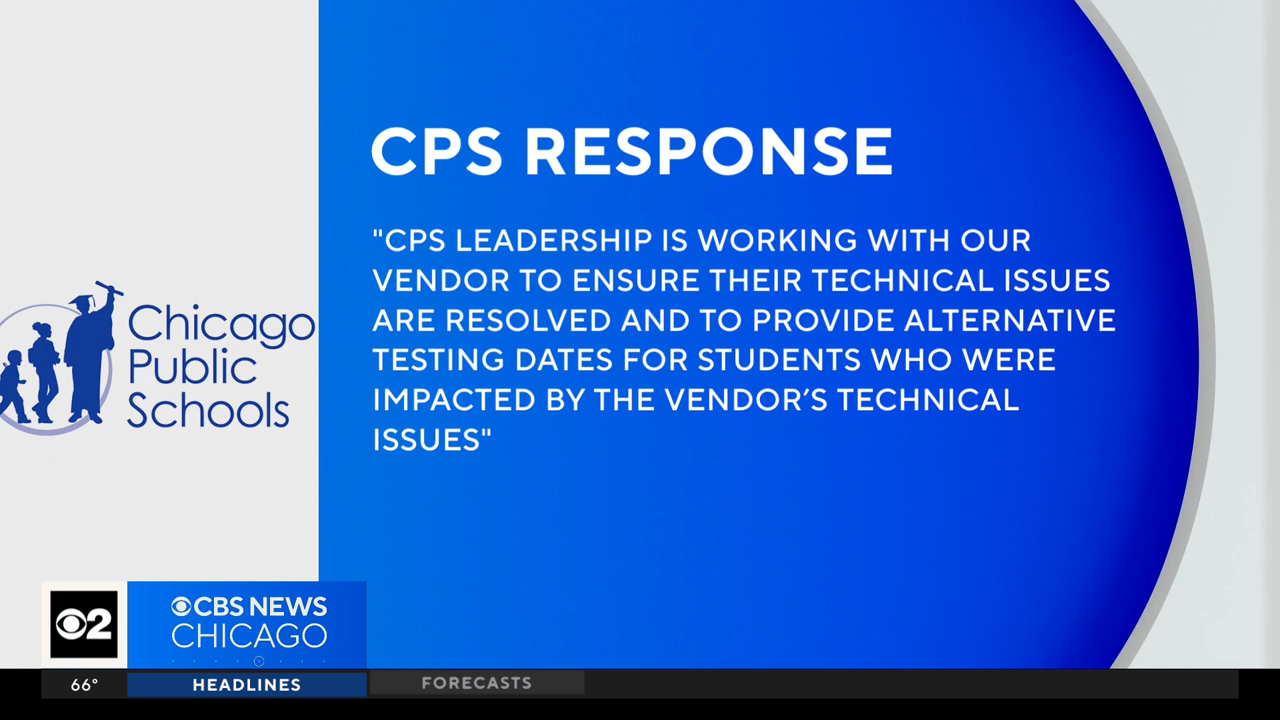 CPS RESPONSE
"CPS LEADERSHIP IS WORKING WITH OUR
VENDOR TO ENSURE THEIR TECHNICAL ISSUES
ARE RESOLVED AND TO PROVIDE ALTERNATIVE
TESTING DATES FOR STUDENTS WHO WERE
IMPACTED BY THE VENDOR’S TECHNICAL
ISSUES"
Chicago
Public
Schools
2
CBS NEWS
CHICAGO
66°
HEADLINES
FORECASTS